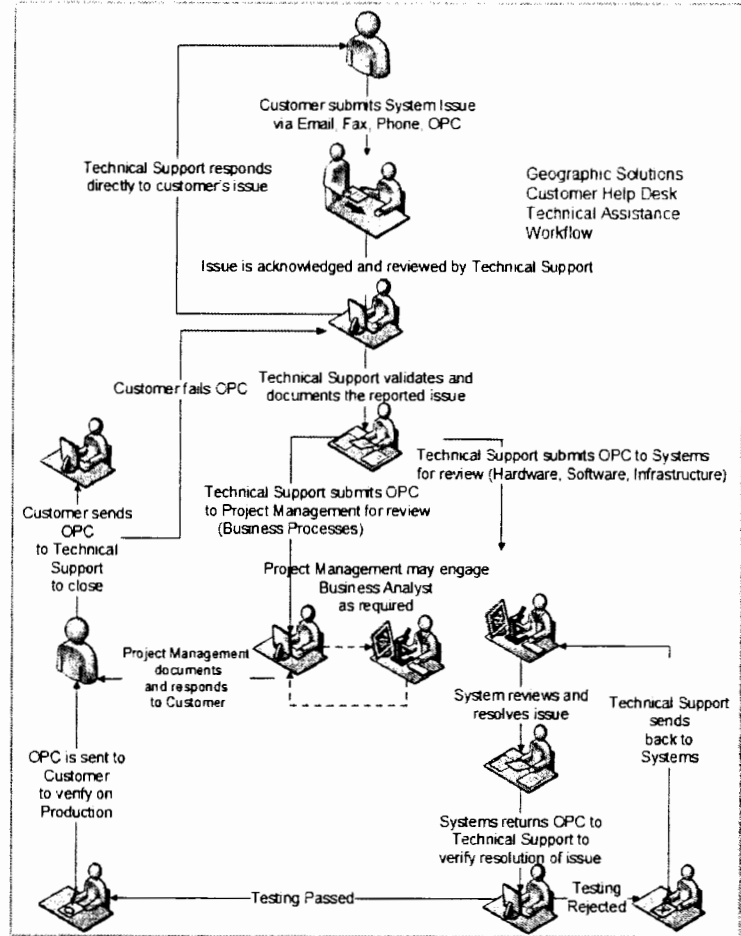 Customer submits System Issue
via Email, Fax, Phone, OPC
Technical Support responds
directly to customer's issue
Geographic Solutions
Customer Help Desk
Technical Assistance
Workflow
Issue is acknowledged and reviewed by Technical Support
Customer fails OPC
Technical Support validates and
documents the reported issue
Technical Support submits OPC to Systems
for review (Hardware, Software, Infrastructure)
Technical Support submits OPC
to Project Management for review
(Business Processes)
Customer sends
OPC
to Technical
Support
to close
Project Management may engage
Business Analyst
as required
Project Management
documents
and responds
to Customer
System reviews and
resolves issue
Technical Support
sends
back to
Systems
OPC is sent to
Customer
to verify on
Production
Systems returns OPC to
Technical Support to
verify resolution of issue
Testing Passed
Testing
Rejected